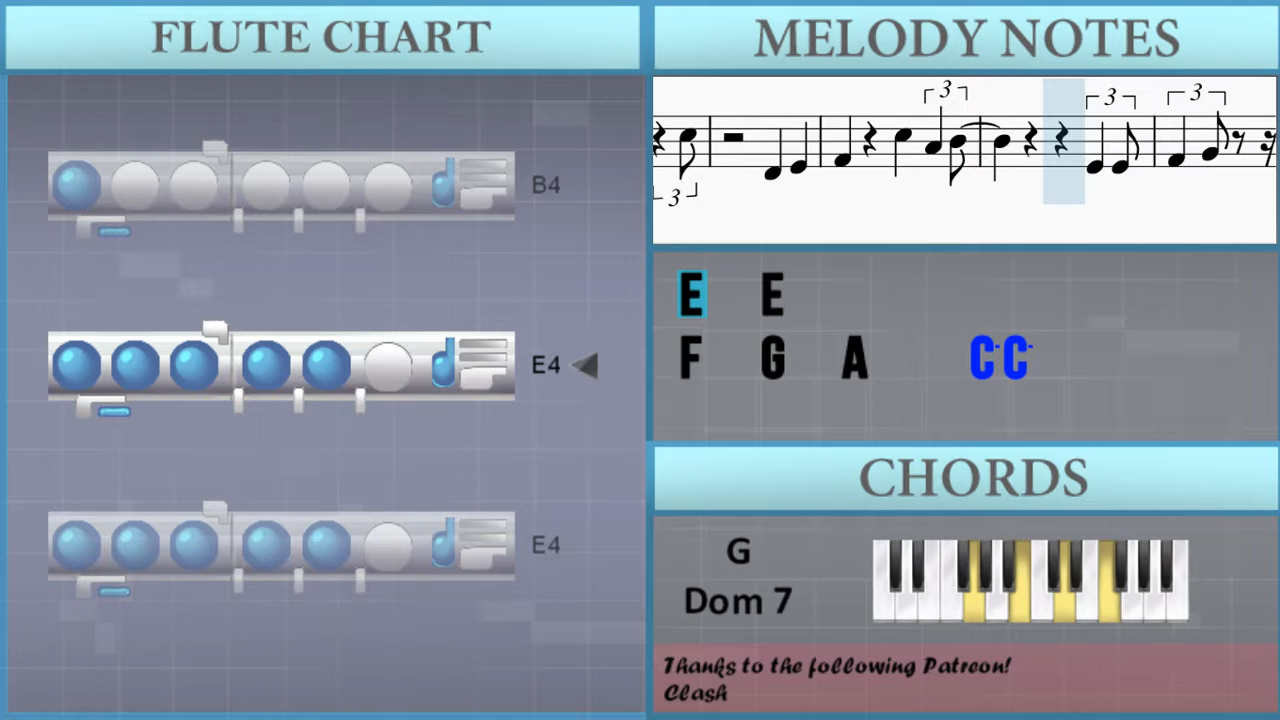 FLUTE CHART
B4
E4
E4
MELODY NOTES
3
3
3
3
E E
F G A C C
CHORDS
G
Dom 7
Thanks to the following Patreon!
Clash